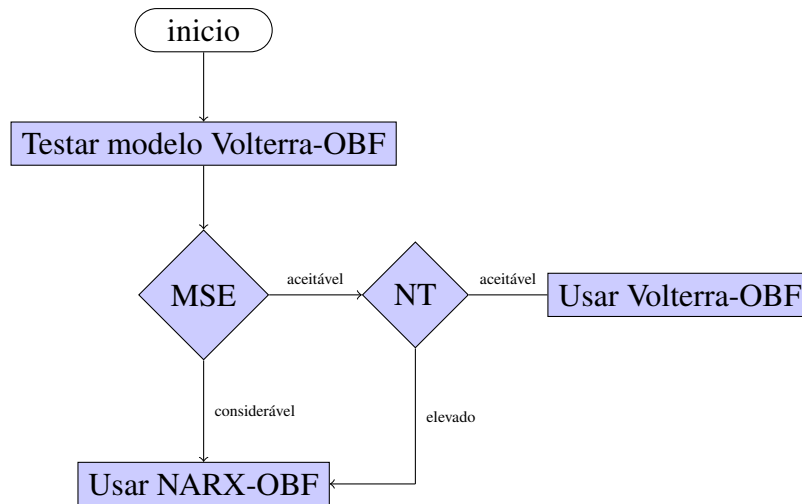 inicio
Testar modelo Volterra-OBF
MSE
aceitável
NT
aceitável
Usar Volterra-OBF
considerável
elevado
Usar NARX-OBF